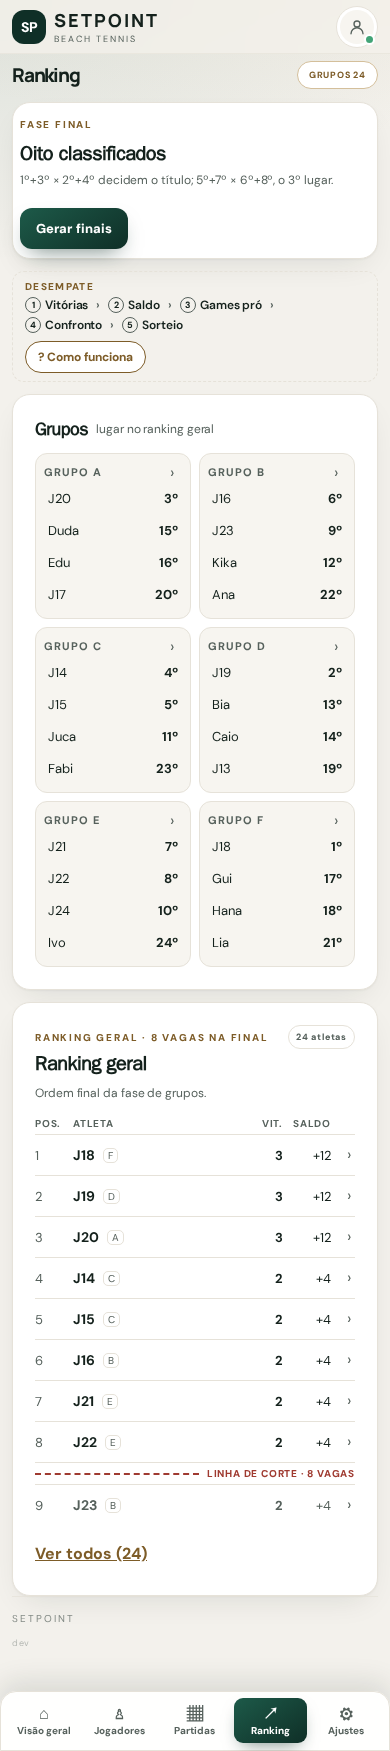 SP SETPOINT
BEACH TENNIS
Ranking GRUPOS 24
FASE FINAL
Oito classificados
1º+3º × 2º+4º decidem o título; 5º+7º × 6º+8º, o 3º lugar.
Gerar finais
DESEMPATE
1 Vitórias › 2 Saldo › 3 Games pró ›
4 Confronto › 5 Sorteio
? Como funciona
Grupos lugar no ranking geral
GRUPO A ›
J20 3º
Duda 15º
Edu 16º
J17 20º
GRUPO B ›
J16 6º
J23 9º
Kika 12º
Ana 22º
GRUPO C ›
J14 4º
J15 5º
Juca 11º
Fabi 23º
GRUPO D ›
J19 2º
Bia 13º
Caio 14º
J13 19º
GRUPO E ›
J21 7º
J22 8º
J24 10º
Ivo 24º
GRUPO F ›
J18 1º
Gui 17º
Hana 18º
Lia 21º
RANKING GERAL · 8 VAGAS NA FINAL 24 atletas
Ranking geral
Ordem final da fase de grupos.
POS. ATLETA VIT. SALDO
1 J18 F 3 +12 ›
2 J19 D 3 +12 ›
3 J20 A 3 +12 ›
4 J14 C 2 +4 ›
5 J15 C 2 +4 ›
6 J16 B 2 +4 ›
7 J21 E 2 +4 ›
8 J22 E 2 +4 ›
LINHA DE CORTE · 8 VAGAS
9 J23 B 2 +4 ›
Ver todos (24)
SETPOINT
dev
Visão geral Jogadores Partidas Ranking Ajustes